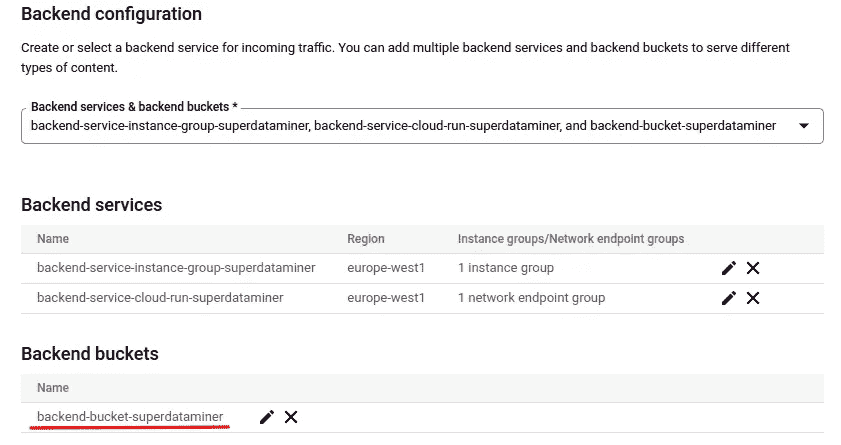 Backend configuration
Create or select a backend service for incoming traffic. You can add multiple backend services and backend buckets to serve different
types of content.
Backend services & backend buckets *
backend-service-instance-group-superdataminer, backend-service-cloud-run-superdataminer, and backend-bucket-superdataminer
Backend services
Name Region Instance groups/Network endpoint groups
backend-service-instance-group-superdataminer europe-west1 1 instance group
backend-service-cloud-run-superdataminer europe-west1 1 network endpoint group
Backend buckets
Name
backend-bucket-superdataminer